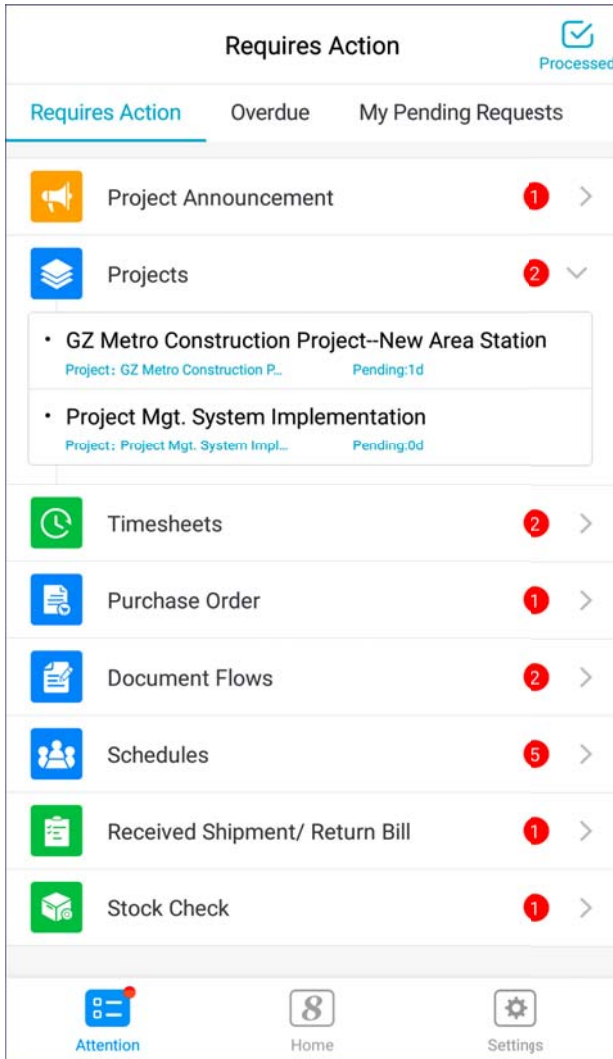 Requires Action
Processed
Requires Action Overdue My Pending Requests
Project Announcement 1
Projects 2
• GZ Metro Construction Project--New Area Station
Project: GZ Metro Construction P... Pending:1d
• Project Mgt. System Implementation
Project: Project Mgt. System Impl... Pending:0d
Timesheets 2
Purchase Order 1
Document Flows 2
Schedules 5
Received Shipment/ Return Bill 1
Stock Check 1
8
Attention Home Settings